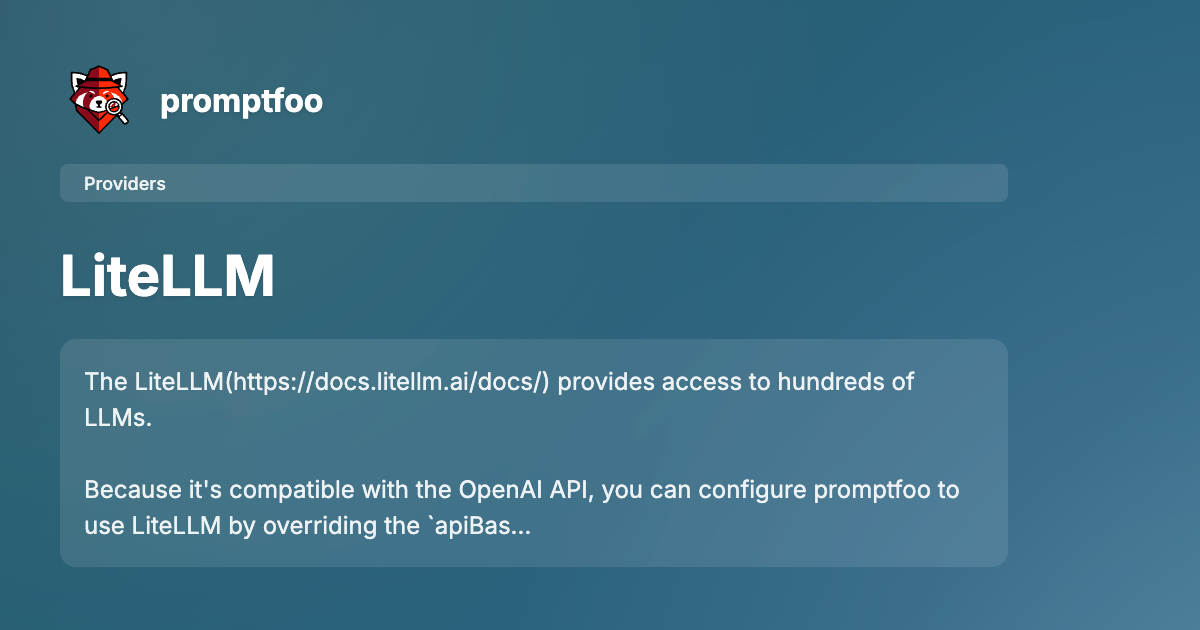 promptfoo
Providers
LiteLLM
The LiteLLM(https://docs.litellm.ai/docs/) provides access to hundreds of
LLMs.
Because it's compatible with the OpenAI API, you can configure promptfoo to
use LiteLLM by overriding the `apiBas...